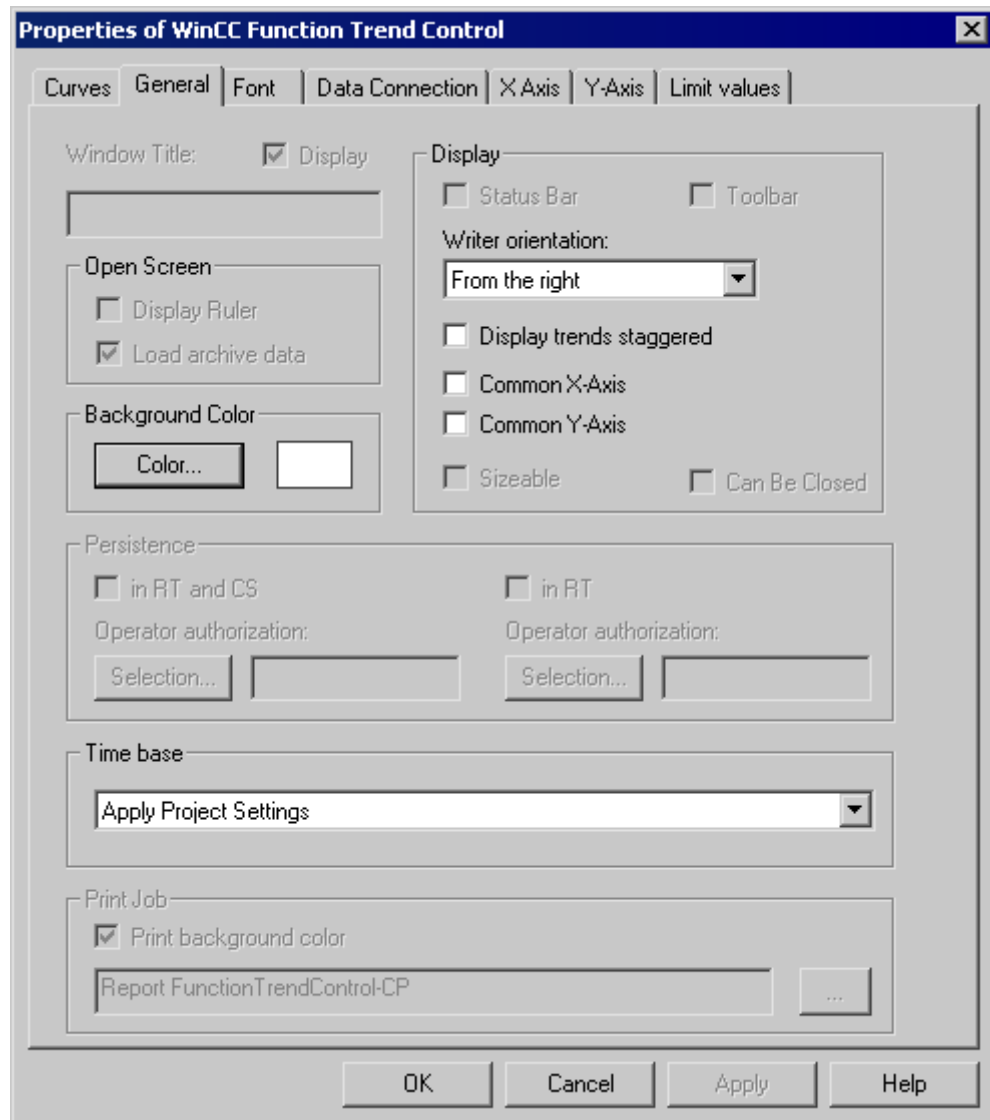 Properties of WinCC Function Trend Control
Curves General Font Data Connection X Axis Y-Axis Limit values
Window Title: Display
Open Screen
Display Ruler
Load archive data
Background Color
Color...
Display
Status Bar Toolbar
Writer orientation:
From the right
Display trends staggered
Common X-Axis
Common Y-Axis
Sizeable Can Be Closed
Persistence
in RT and CS in RT
Operator authorization: Operator authorization:
Selection... Selection...
Time base
Apply Project Settings
Print Job
Print background color
Report FunctionTrendControl-CP
...
OK Cancel Apply Help